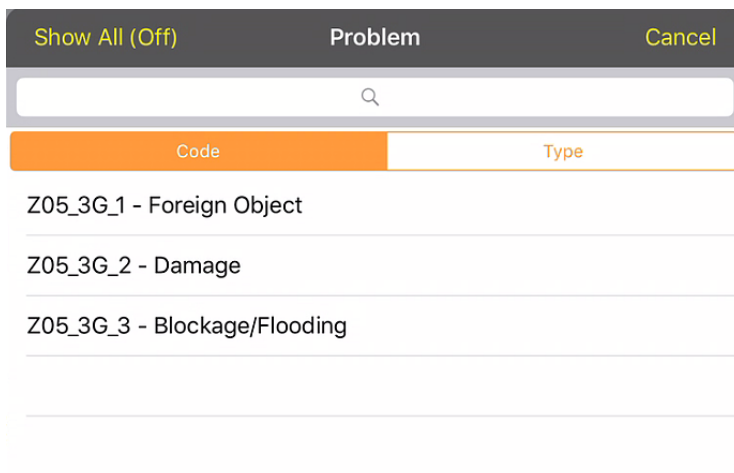 Show All (Off) Problem Cancel
Code Type
Z05_3G_1 - Foreign Object
Z05_3G_2 - Damage
Z05_3G_3 - Blockage/Flooding